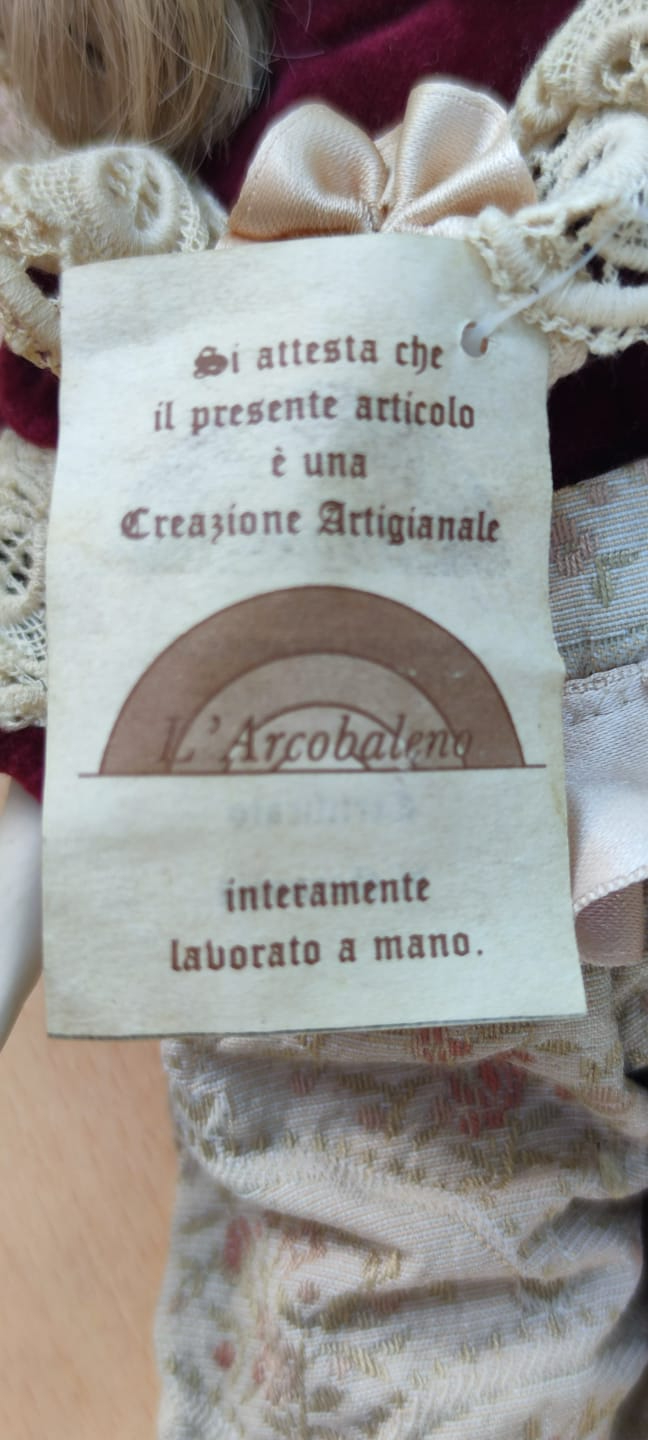 Si attesta che
il presente articolo
è una
Creazione Artigianale
L'Arcobaleno
interamente
lavorato a mano.